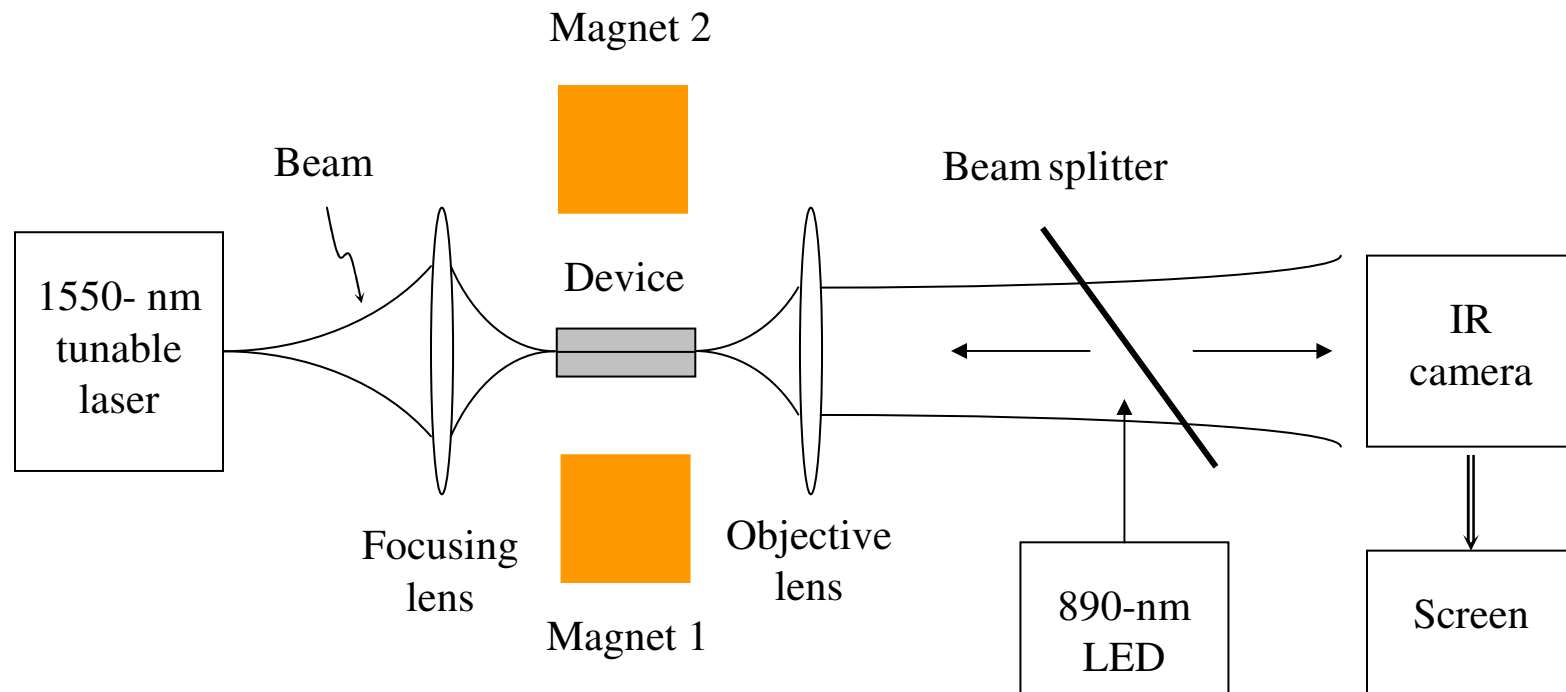 Magnet 2
Beam
Beam splitter
1550- nm
tunable
laser
Device
IR
camera
Focusing
lens
Objective
lens
Magnet 1
890-nm
LED
Screen